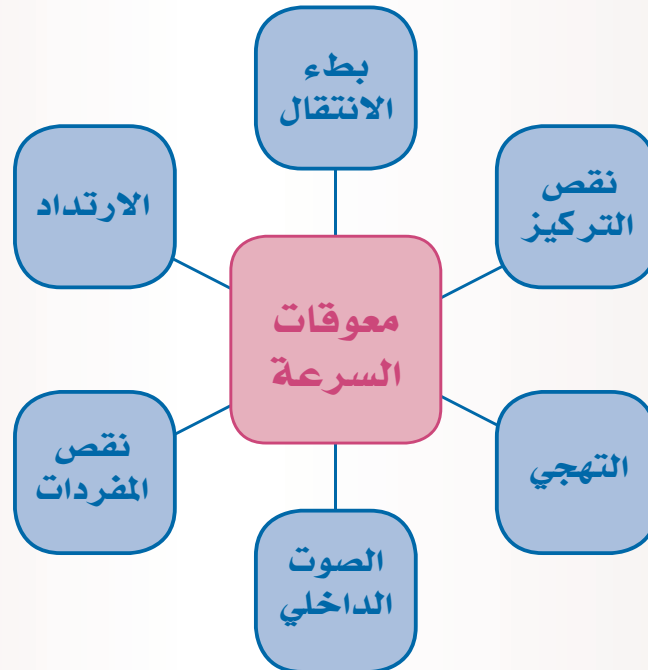 بطء
الانتقال
نقص
التركيز
الارتداد
معوقات
السرعة
نقص
المفردات
التهجي
الصوت
الداخلي